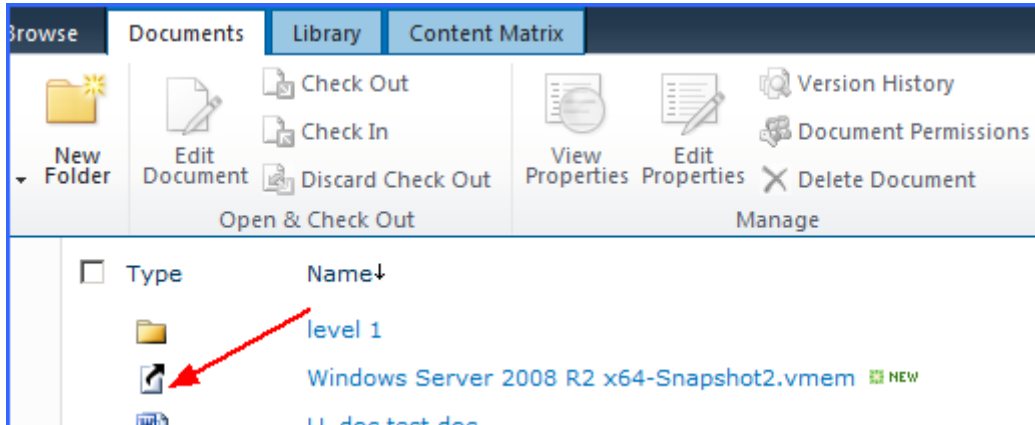 Browse Documents Library Content Matrix
New Folder
Edit Document
Check Out
Check In
Discard Check Out
Open & Check Out
View Properties
Edit Properties
Version History
Document Permissions
Delete Document
Manage
Type Name
level 1
Windows Server 2008 R2 x64-Snapshot2.vmem NEW